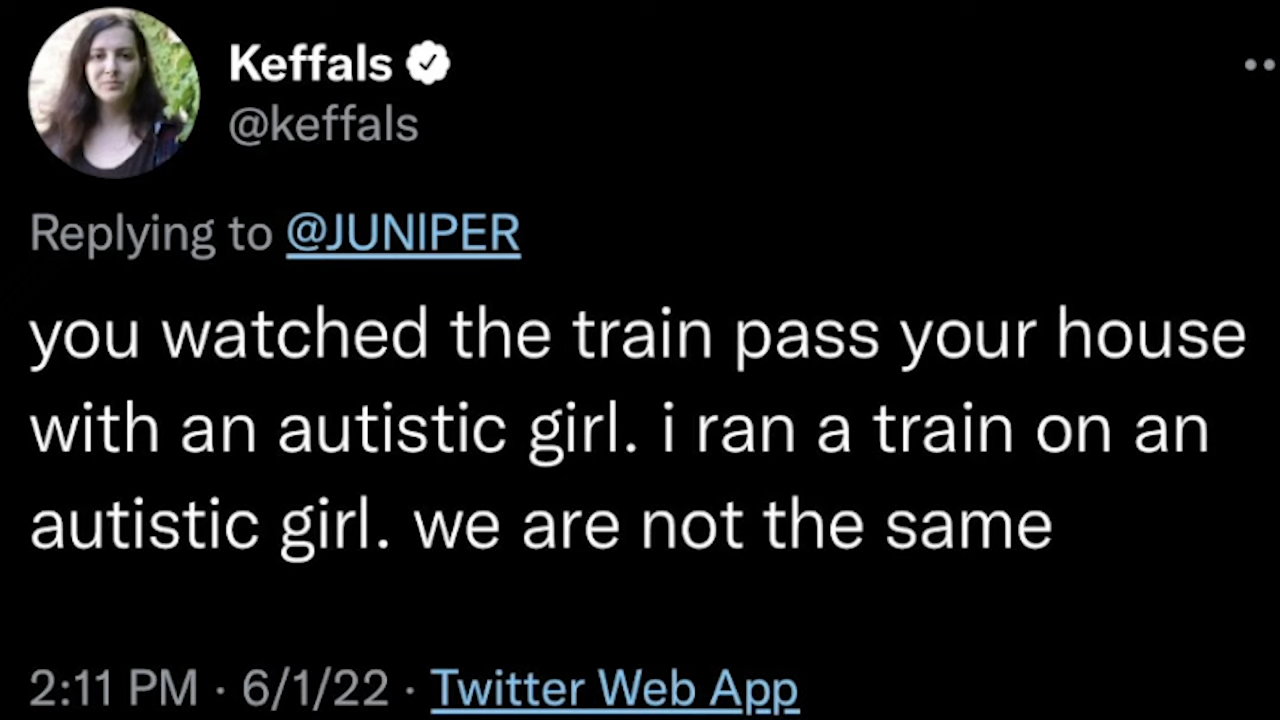 Keffals
@keffals
Replying to @JUNIPER
you watched the train pass your house
with an autistic girl. i ran a train on an
autistic girl. we are not the same
2:11 PM · 6/1/22 · Twitter Web App